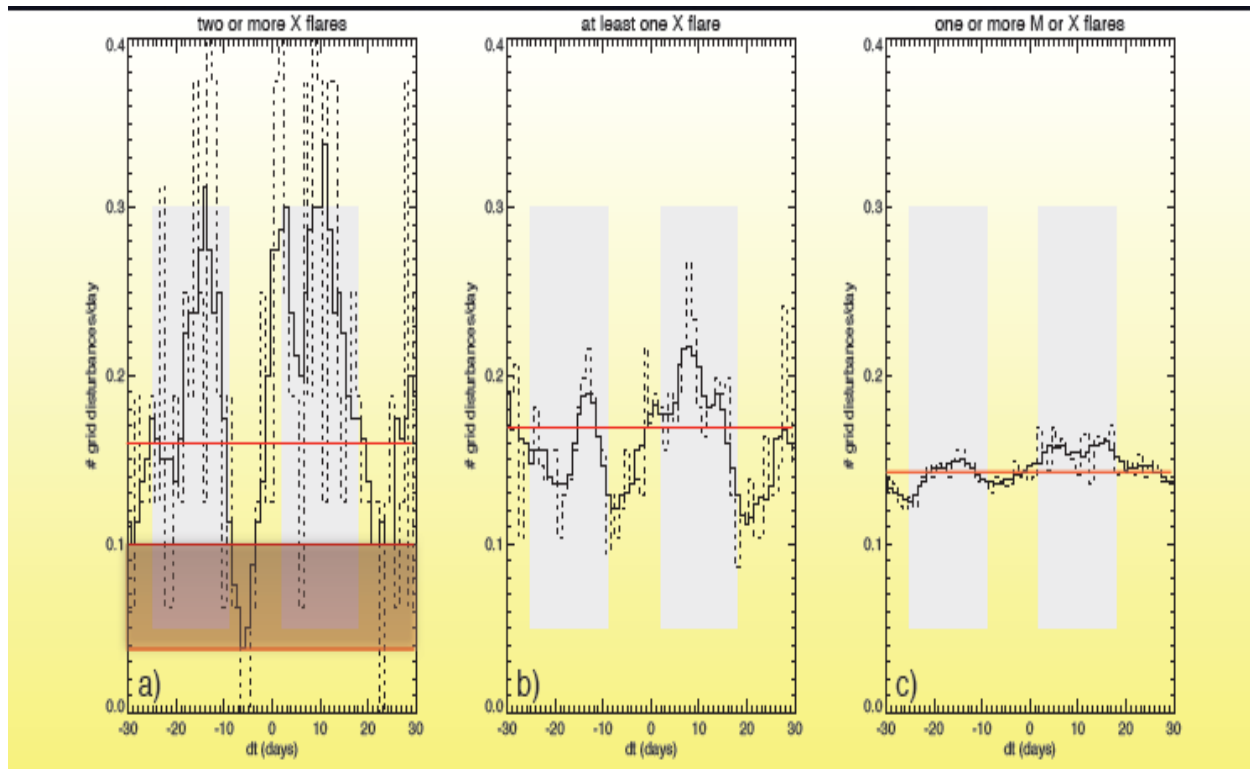 two or more X flares
at least one X flare
one or more M or X flares
# grid disturbances/day
0.4
0.3
0.2
0.1
0.0
a)
-30 -20 -10 0 10 20 30
dt (days)
# grid disturbances/day
0.4
0.3
0.2
0.1
0.0
b)
-30 -20 -10 0 10 20 30
dt (days)
# grid disturbances/day
0.4
0.3
0.2
0.1
0.0
c)
-30 -20 -10 0 10 20 30
dt (days)